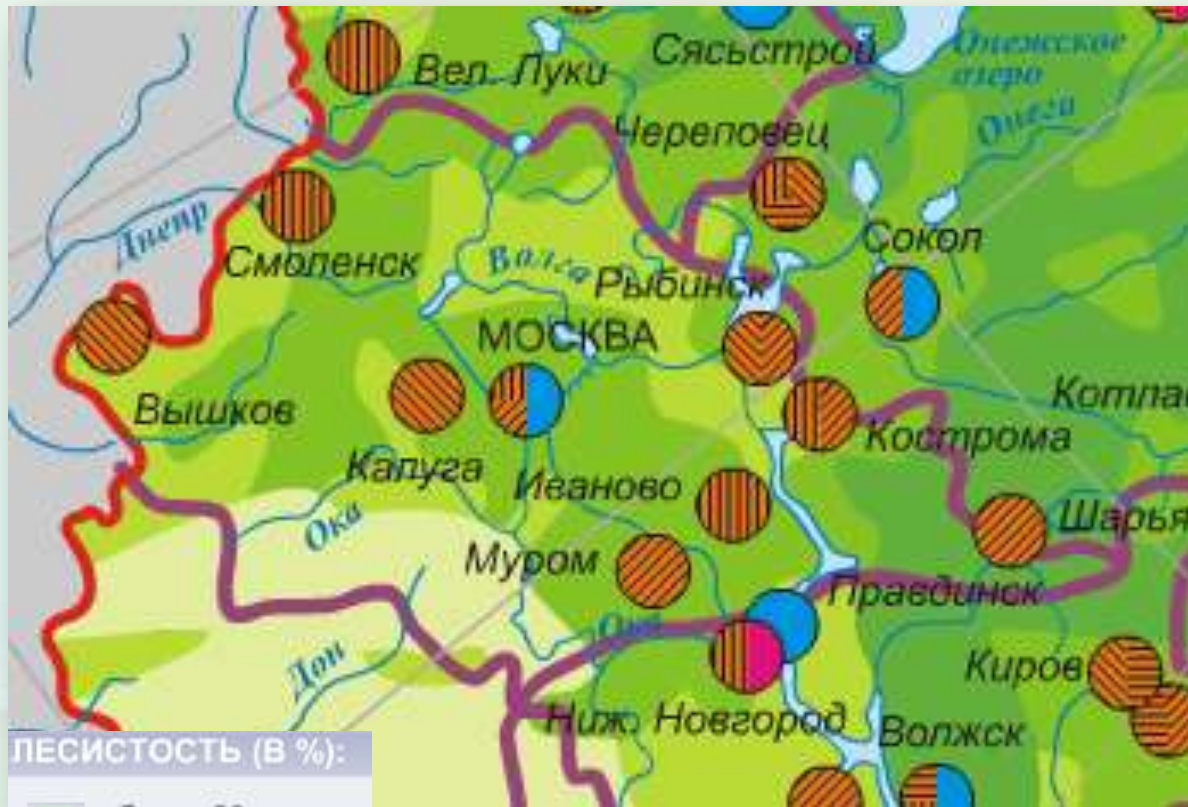 Сясьстрой
Онежское
озеро
Вел. Луки
Онега
Череповец
Днепр
Сокол
Смоленск
Волга
Рыбинск
МОСКВА
Вышков
Котлас
Кострома
Калуга
Иваново
Ока
Шарья
Муром
Правдинск
Ока
Дон
Киров
Ниж. Новгород
Волжск
ЛЕСИСТОСТЬ (В %):